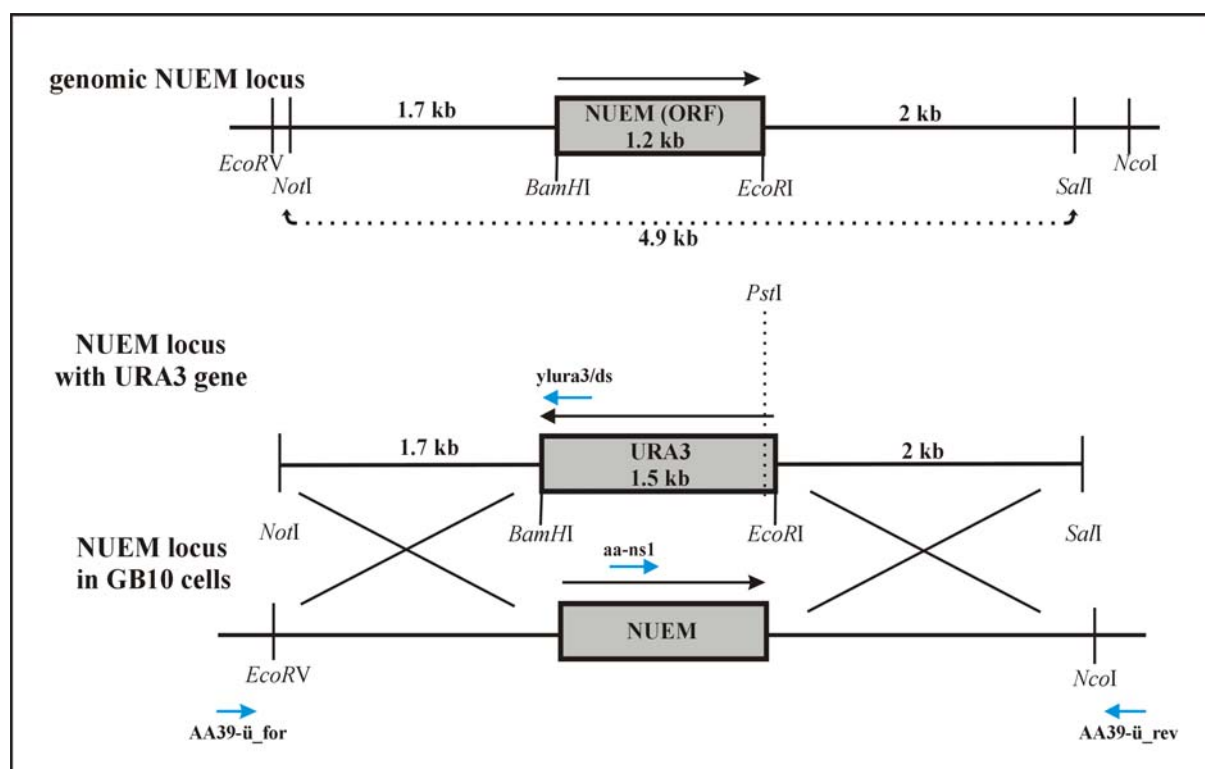 genomic NUEM locus
1.7 kb
NUEM (ORF)
1.2 kb
2 kb
EcoRV
NotI
BamHI
EcoRI
SalI
NcoI
4.9 kb
PstI
NUEM locus
with URA3 gene
ylura3/ds
1.7 kb
URA3
1.5 kb
2 kb
NotI
BamHI
EcoRI
SalI
NUEM locus
in GB10 cells
aa-ns1
NUEM
EcoRV
NcoI
AA39-ü_for
AA39-ü_rev